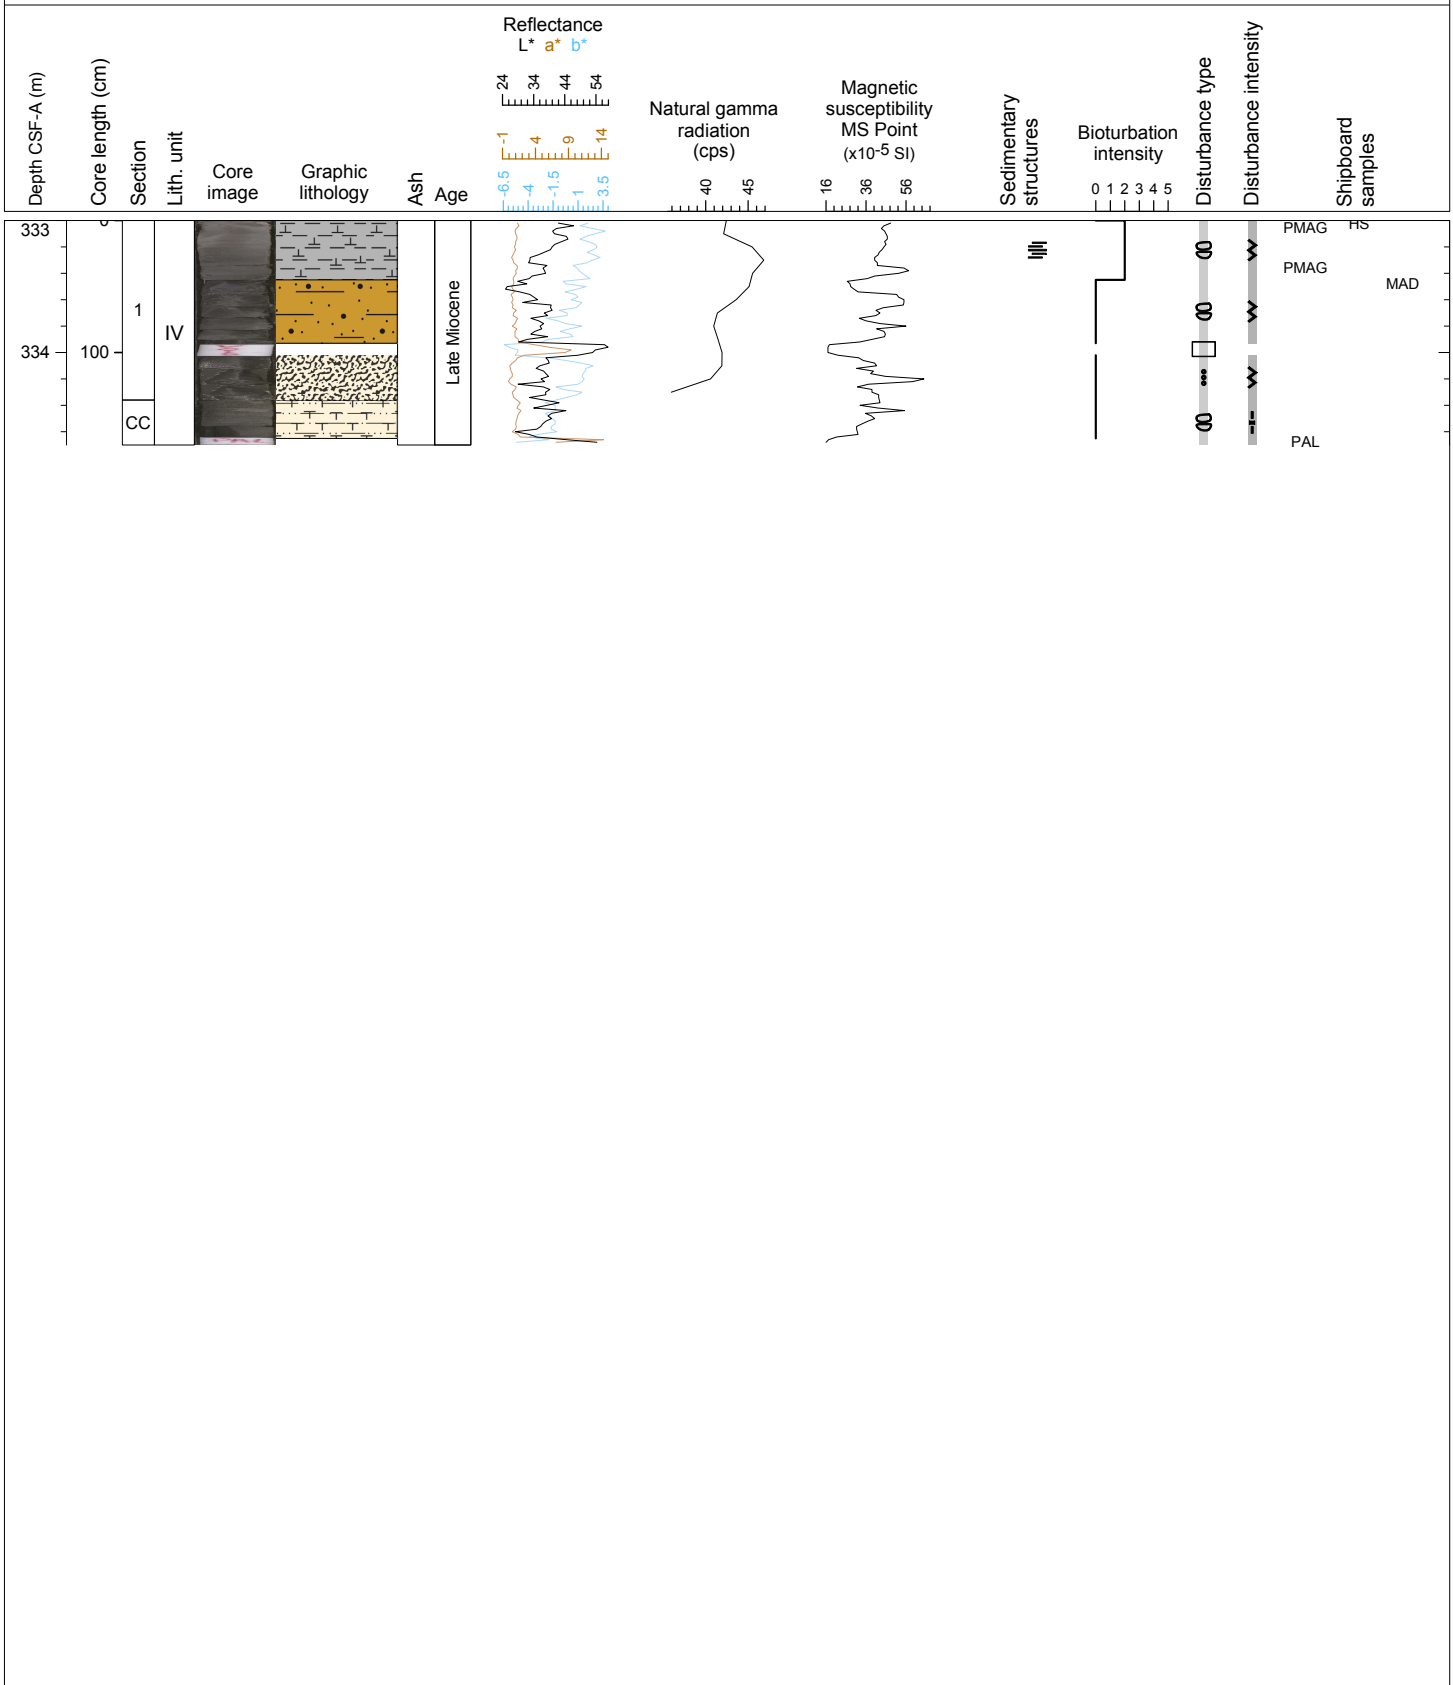 Depth CSF-A (m)
Core length (cm)
Section
Lith. unit
Core
image
Graphic
lithology
Ash
Age
Reflectance
L* a* b*
24 34 44 54
-1 4 9 14
-6.5 -4 -1.5 1 3.5
Natural gamma
radiation
(cps)
40 45
Magnetic
susceptibility
MS Point
(x10-5 SI)
16 36 56
Sedimentary
structures
Bioturbation
intensity
0 1 2 3 4 5
Disturbance type
Disturbance intensity
Shipboard
samples
333
0
334
100
1
CC
IV
Late Miocene
PMAG
HS
PMAG
MAD
PAL